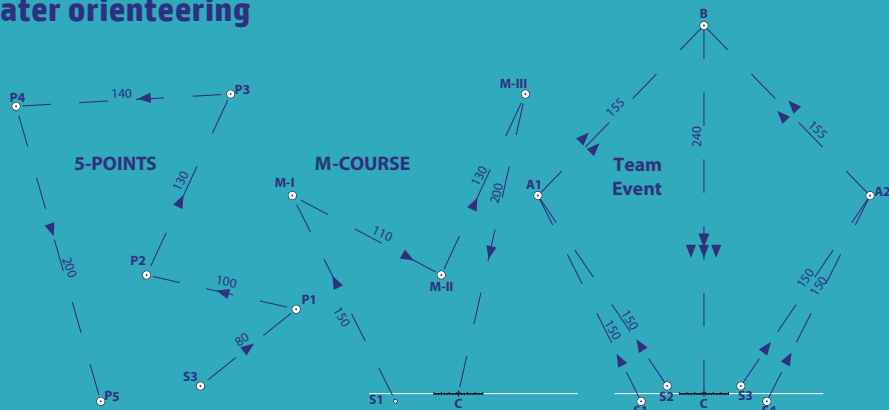 ater orienteering
5-POINTS
P4
140
P3
130
200
P2
100
P1
80
S3
P5
M-COURSE
M-III
M-I
130
200
110
M-II
150
S1
C
Team
Event
B
155
240
155
A1
A2
150
150
150
150
S1
S2
C
S3
S4